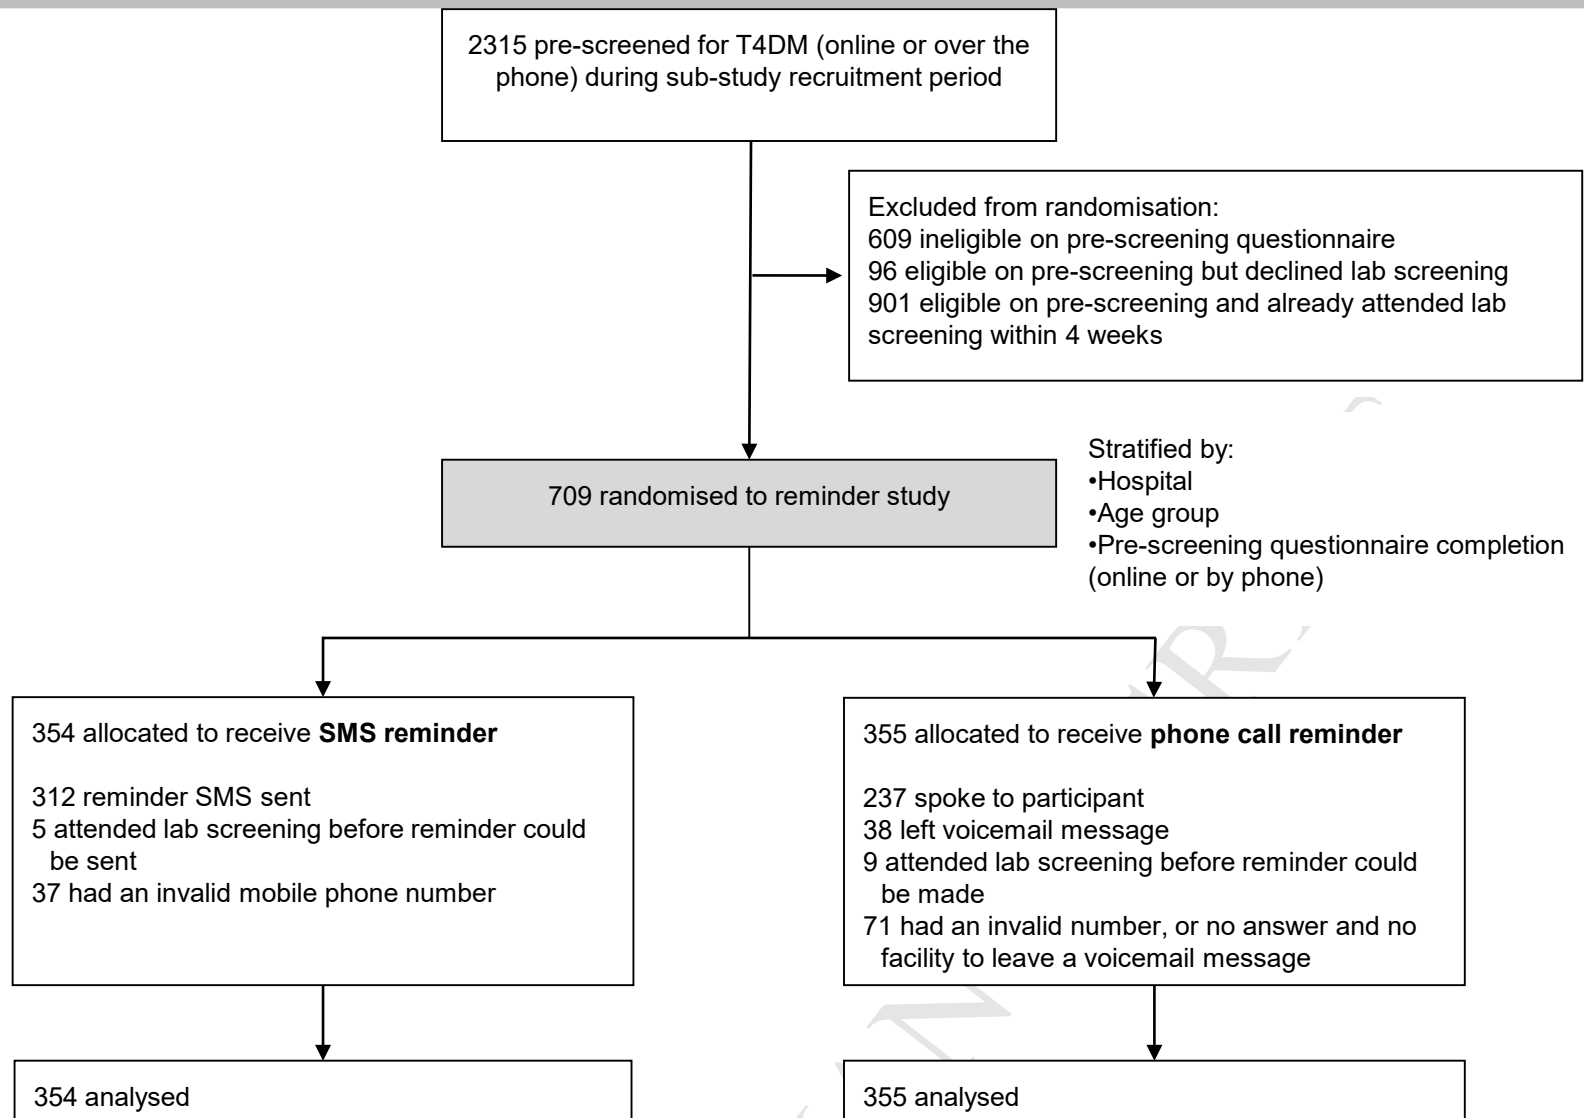 2315 pre-screened for T4DM (online or over the
phone) during sub-study recruitment period
Excluded from randomisation:
609 ineligible on pre-screening questionnaire
96 eligible on pre-screening but declined lab screening
901 eligible on pre-screening and already attended lab
screening within 4 weeks
709 randomised to reminder study
Stratified by:
•Hospital
•Age group
•Pre-screening questionnaire completion
(online or by phone)
354 allocated to receive SMS reminder
312 reminder SMS sent
5 attended lab screening before reminder could
be sent
37 had an invalid mobile phone number
355 allocated to receive phone call reminder
237 spoke to participant
38 left voicemail message
9 attended lab screening before reminder could
be made
71 had an invalid number, or no answer and no
facility to leave a voicemail message
354 analysed
355 analysed